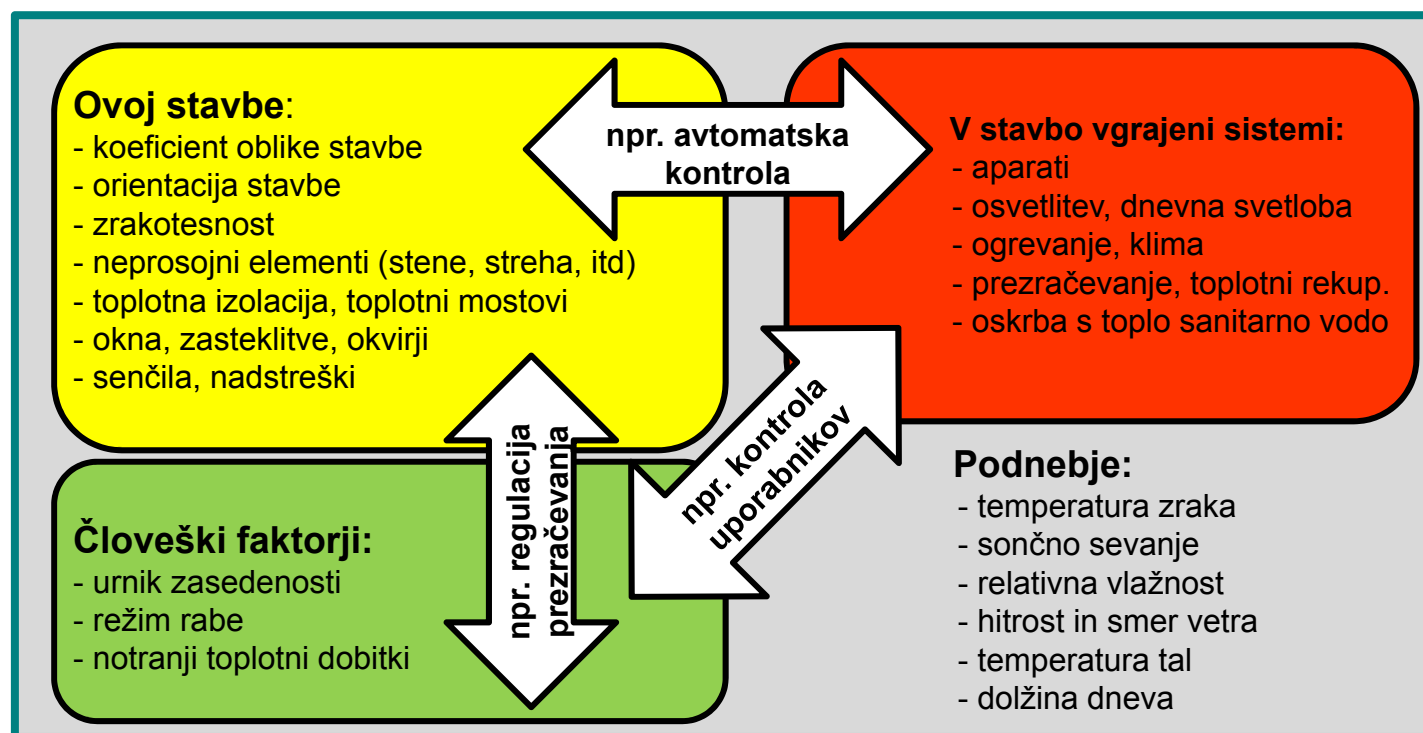 Ovoj stavbe:
- koeficient oblike stavbe
- orientacija stavbe
- zrakotesnost
- neprosojni elementi (stene, streha, itd)
- toplotna izolacija, toplotni mostovi
- okna, zasteklitve, okvirji
- senčila, nadstreški
npr. avtomatska
kontrola
V stavbo vgrajeni sistemi:
- aparati
- osvetlitev, dnevna svetloba
- ogrevanje, klima
- prezračevanje, toplotni rekup.
- oskrba s toplo sanitarno vodo
npr. regulacija
prezračevanja
npr. kontrola
uporabnikov
Človeški faktorji:
- urnik zasedenosti
- režim rabe
- notranji toplotni dobitki
Podnebje:
- temperatura zraka
- sončno sevanje
- relativna vlažnost
- hitrost in smer vetra
- temperatura tal
- dolžina dneva